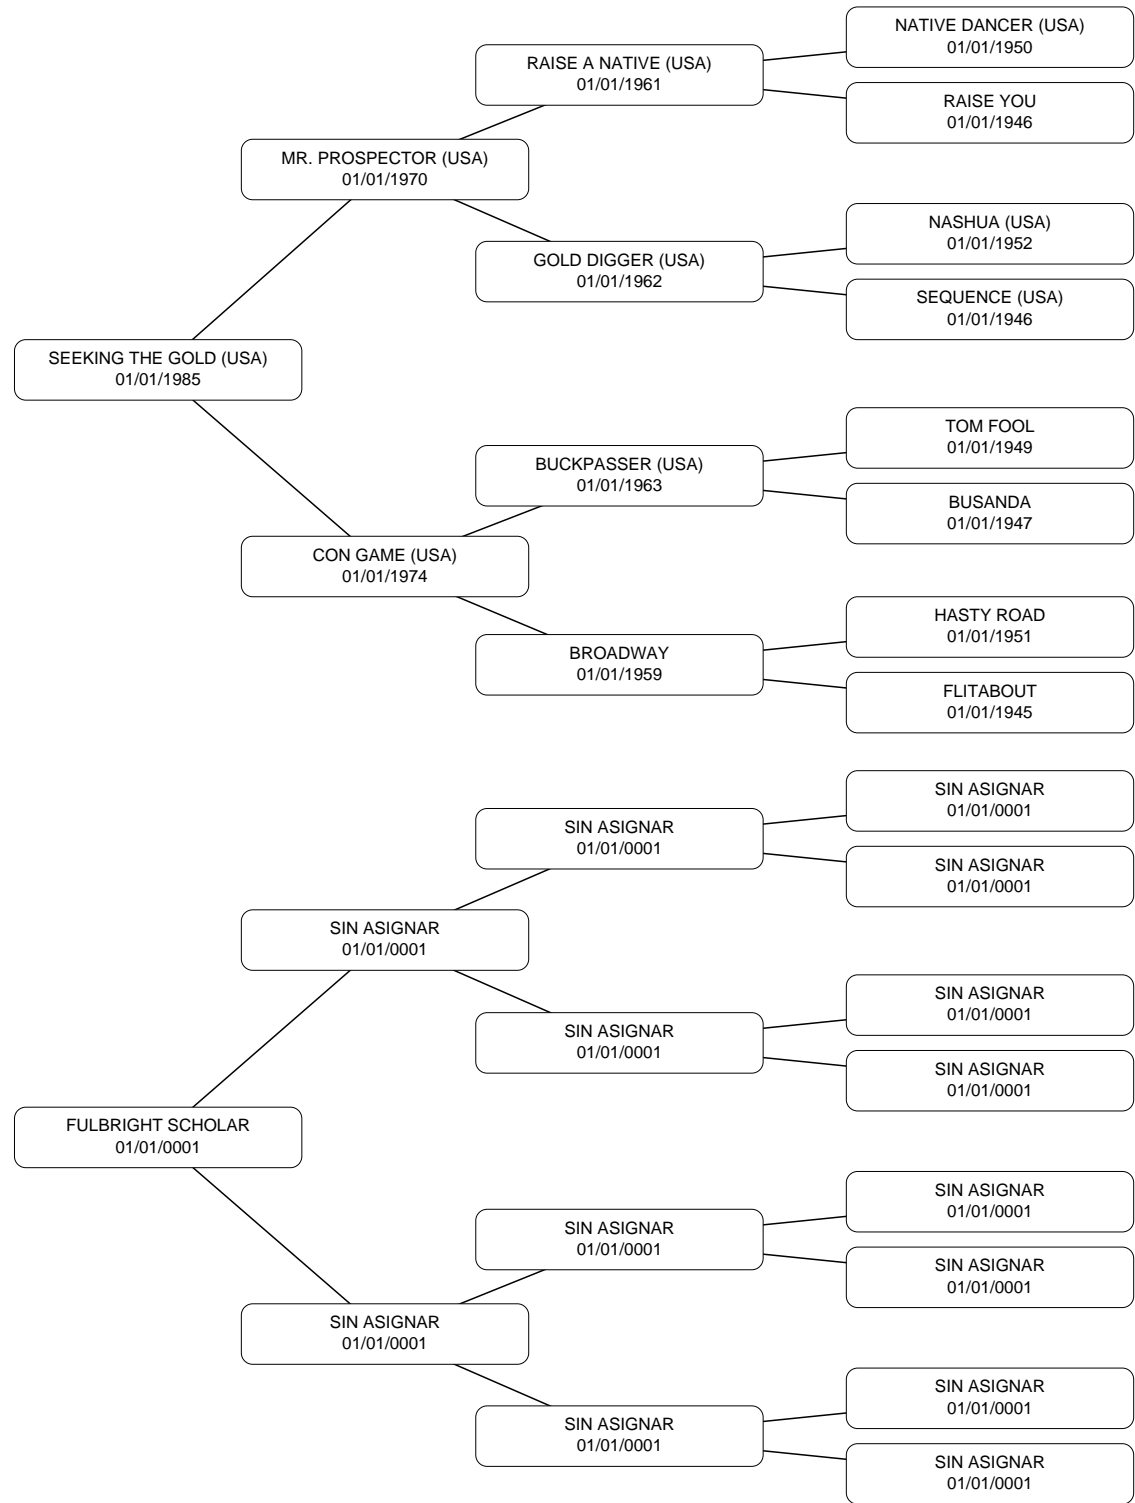 NATIVE DANCER (USA)
01/01/1950
RAISE A NATIVE (USA)
01/01/1961
RAISE YOU
01/01/1946
MR. PROSPECTOR (USA)
01/01/1970
NASHUA (USA)
01/01/1952
GOLD DIGGER (USA)
01/01/1962
SEQUENCE (USA)
01/01/1946
SEEKING THE GOLD (USA)
01/01/1985
TOM FOOL
01/01/1949
BUCKPASSER (USA)
01/01/1963
BUSANDA
01/01/1947
CON GAME (USA)
01/01/1974
HASTY ROAD
01/01/1951
BROADWAY
01/01/1959
FLITABOUT
01/01/1945
SIN ASIGNAR
01/01/0001
SIN ASIGNAR
01/01/0001
SIN ASIGNAR
01/01/0001
SIN ASIGNAR
01/01/0001
SIN ASIGNAR
01/01/0001
SIN ASIGNAR
01/01/0001
SIN ASIGNAR
01/01/0001
FULBRIGHT SCHOLAR
01/01/0001
SIN ASIGNAR
01/01/0001
SIN ASIGNAR
01/01/0001
SIN ASIGNAR
01/01/0001
SIN ASIGNAR
01/01/0001
SIN ASIGNAR
01/01/0001
SIN ASIGNAR
01/01/0001
SIN ASIGNAR
01/01/0001